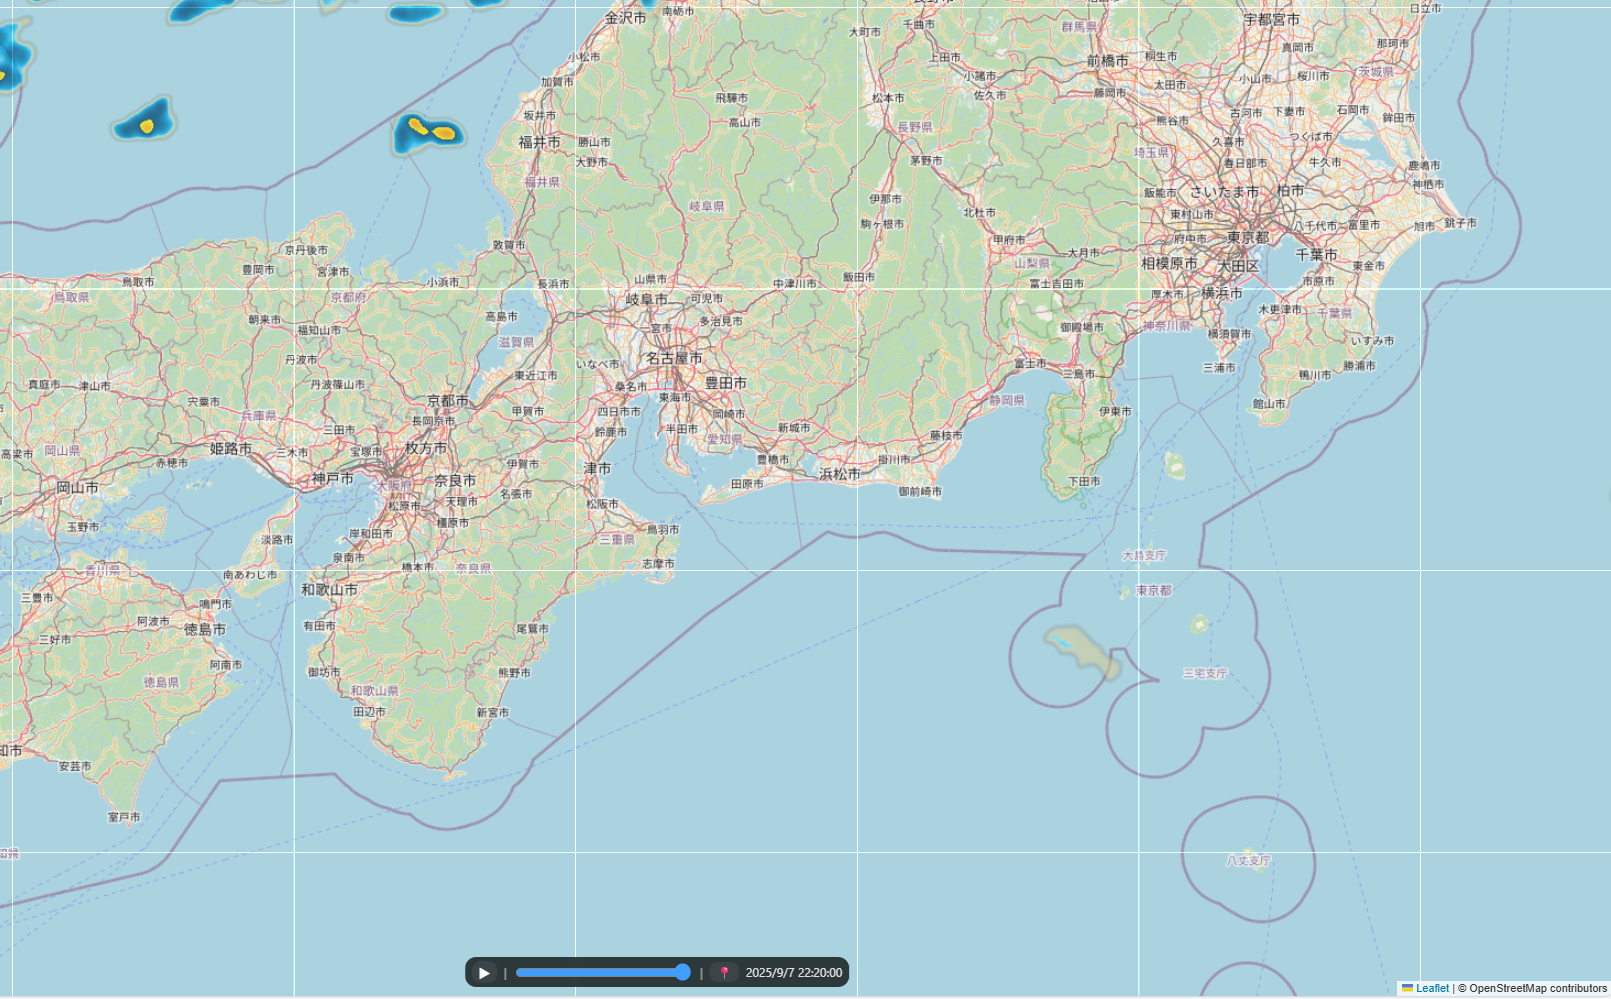 金沢市
南砺市
長野市
千曲市
群馬県
宇都宮市
日立市
大町市
小松市
上田市
前橋市
桐生市
真岡市
那珂市
加賀市
小諸市
太田市
小山市
桜川市
茨城県
飛騨市
松本市
佐久市
藤岡市
坂井市
高山市
長野県
熊谷市
古河市
下妻市
石岡市
鉾田市
福井市
勝山市
久喜市
つくば市
大野市
茅野市
埼玉県
春日部市
牛久市
鹿嶋市
福井県
飯能市
さいたま市
柏市
神栖市
岐阜県
伊那市
北杜市
東村山市
駒ヶ根市
八千代市
富里市
旭市
銚子市
敦賀市
甲府市
府中市
東京都
京丹後市
大月市
千葉市
豊岡市
宮津市
山梨県
相模原市
大田区
東金市
鳥取市
小浜市
長浜市
山県市
中津川市
飯田市
富士吉田市
市原市
鳥取県
京都府
岐阜市
可児市
厚木市
横浜市
朝来市
高島市
多治見市
木更津市
千葉県
福知山市
一宮市
御殿場市
神奈川県
横須賀市
滋賀県
いすみ市
丹波市
名古屋市
いなべ市
富士市
三島市
三浦市
勝浦市
真庭市
津山市
丹波篠山市
東近江市
桑名市
豊田市
鴨川市
宍粟市
京都市
東海市
静岡県
館山市
兵庫県
長岡京市
甲賀市
四日市市
岡崎市
伊東市
三田市
鈴鹿市
半田市
愛知県
新城市
藤枝市
高梁市
岡山県
姫路市
三木市
宝塚市
枚方市
赤穂市
伊賀市
津市
豊橋市
浜松市
掛川市
岡山市
神戸市
大阪府
奈良市
名張市
田原市
御前崎市
下田市
松原市
天理市
松阪市
玉野市
淡路市
岸和田市
橿原市
三重県
鳥羽市
泉南市
大島支庁
香川県
南あわじ市
橋本市
奈良県
志摩市
三豊市
鳴門市
和歌山市
東京都
三好市
阿波市
徳島市
有田市
尾鷲市
阿南市
御坊市
熊野市
三宅支庁
徳島県
和歌山県
田辺市
新宮市
知市
安芸市
室戸市
知県
八丈支庁
| | 2025/9/7 22:20:00
Leaflet | © OpenStreetMap contributors